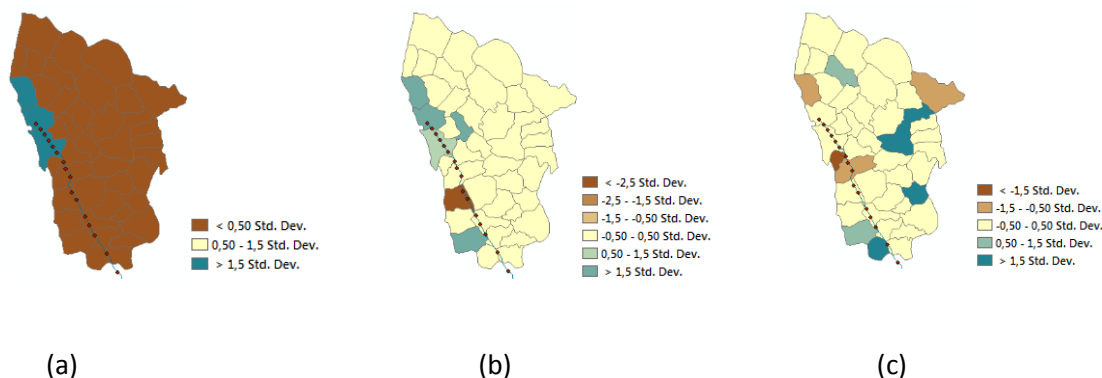 < 0,50 Std. Dev.
0,50 - 1,5 Std. Dev.
> 1,5 Std. Dev.
< -2,5 Std. Dev.
-2,5 - -1,5 Std. Dev.
-1,5 - -0,50 Std. Dev.
-0,50 - 0,50 Std. Dev.
0,50 - 1,5 Std. Dev.
> 1,5 Std. Dev.
< -1,5 Std. Dev.
-1,5 - -0,50 Std. Dev.
-0,50 - 0,50 Std. Dev.
0,50 - 1,5 Std. Dev.
> 1,5 Std. Dev.
(a)
(b)
(c)